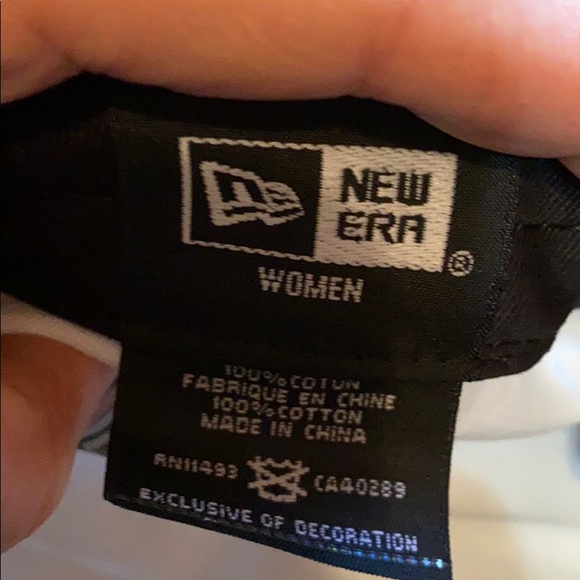 NEW
ERA
®
WOMEN
100% COTON
FABRIQUE EN CHINE
100% COTTON
MADE IN CHINA
RN11493 CA40289
EXCLUSIVE OF DECORATION